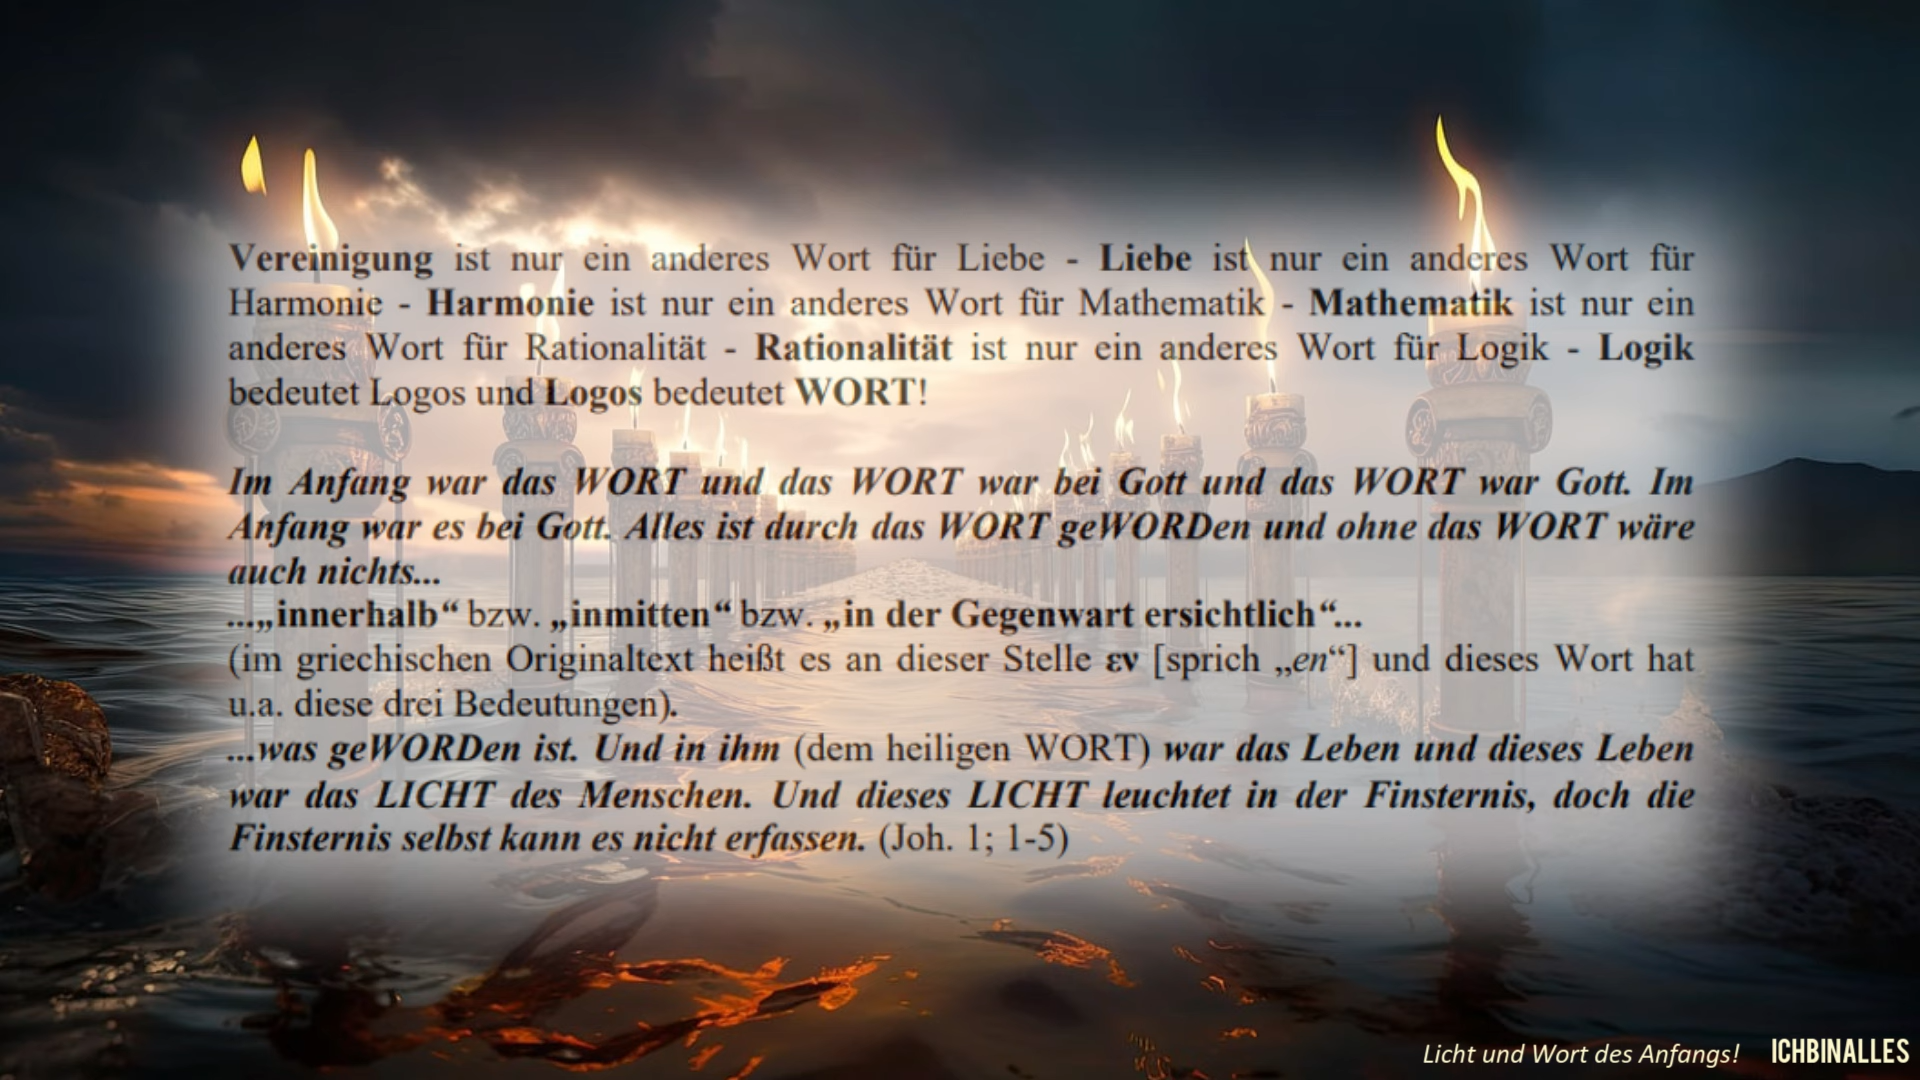 Vereinigung ist nur ein anderes Wort für Liebe - Liebe ist nur ein anderes Wort für
Harmonie - Harmonie ist nur ein anderes Wort für Mathematik - Mathematik ist nur ein
anderes Wort für Rationalität - Rationalität ist nur ein anderes Wort für Logik - Logik
bedeutet Logos und Logos bedeutet WORT!
Im Anfang war das WORT und das WORT war bei Gott und das WORT war Gott. Im
Anfang war es bei Gott. Alles ist durch das WORT geWORDen und ohne das WORT wäre
auch nichts...
...„innerhalb“ bzw. „inmitten“ bzw. „in der Gegenwart ersichtlich“...
(im griechischen Originaltext heißt es an dieser Stelle εν [sprich „en“] und dieses Wort hat
u.a. diese drei Bedeutungen).
...was geWORDen ist. Und in ihm (dem heiligen WORT) war das Leben und dieses Leben
war das LICHT des Menschen. Und dieses LICHT leuchtet in der Finsternis, doch die
Finsternis selbst kann es nicht erfassen. (Joh. 1; 1-5)
Licht und Wort des Anfangs! ICHBINALLES